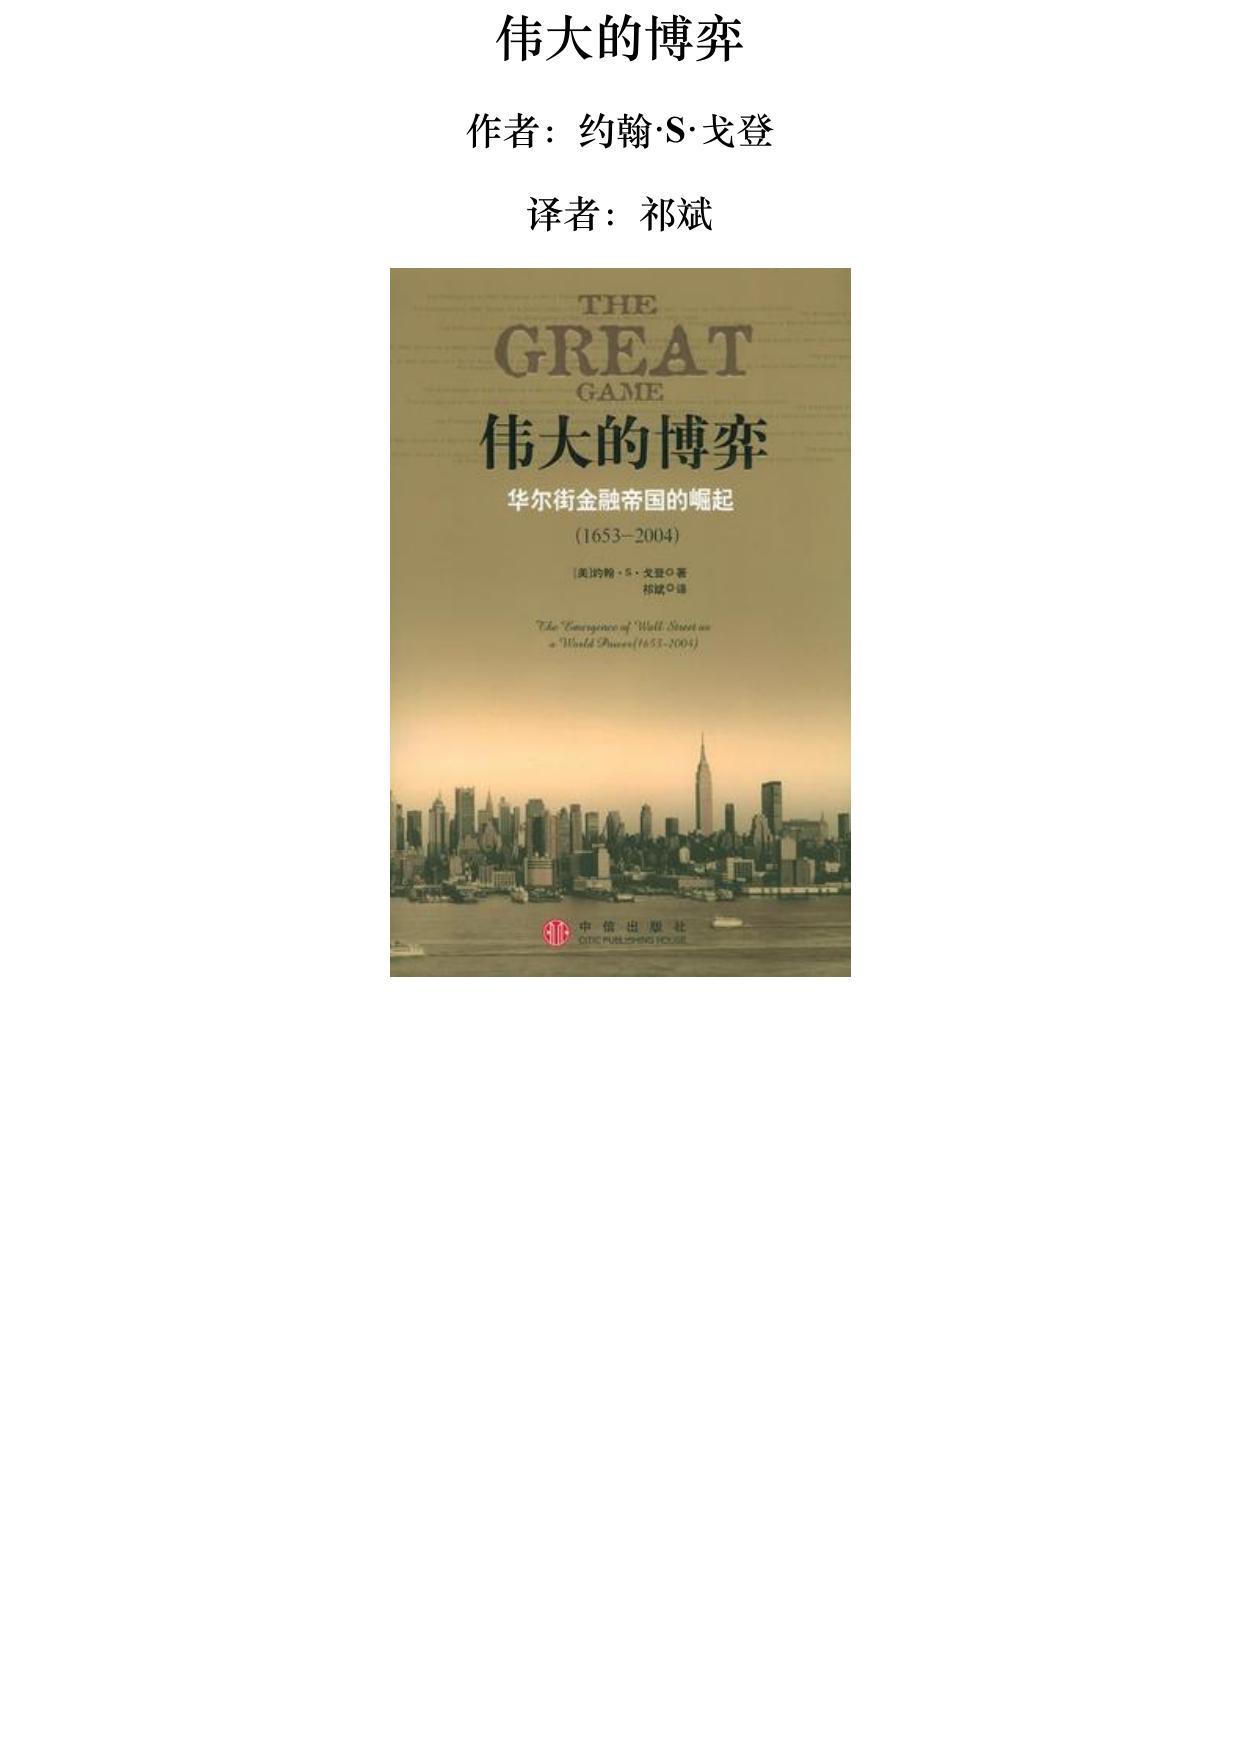 伟大的博弈
作者：约翰·S·戈登
译者：祁斌
THE
GREAT
GAME
伟大的博弈
华尔街金融帝国的崛起
(1653-2004)
[美]约翰·S·戈登◎著
祁斌◎译
The Emergence of Wall Street as
a World Power(1653-2004)
中信出版社
CITIC PUBLISHING HOUSE